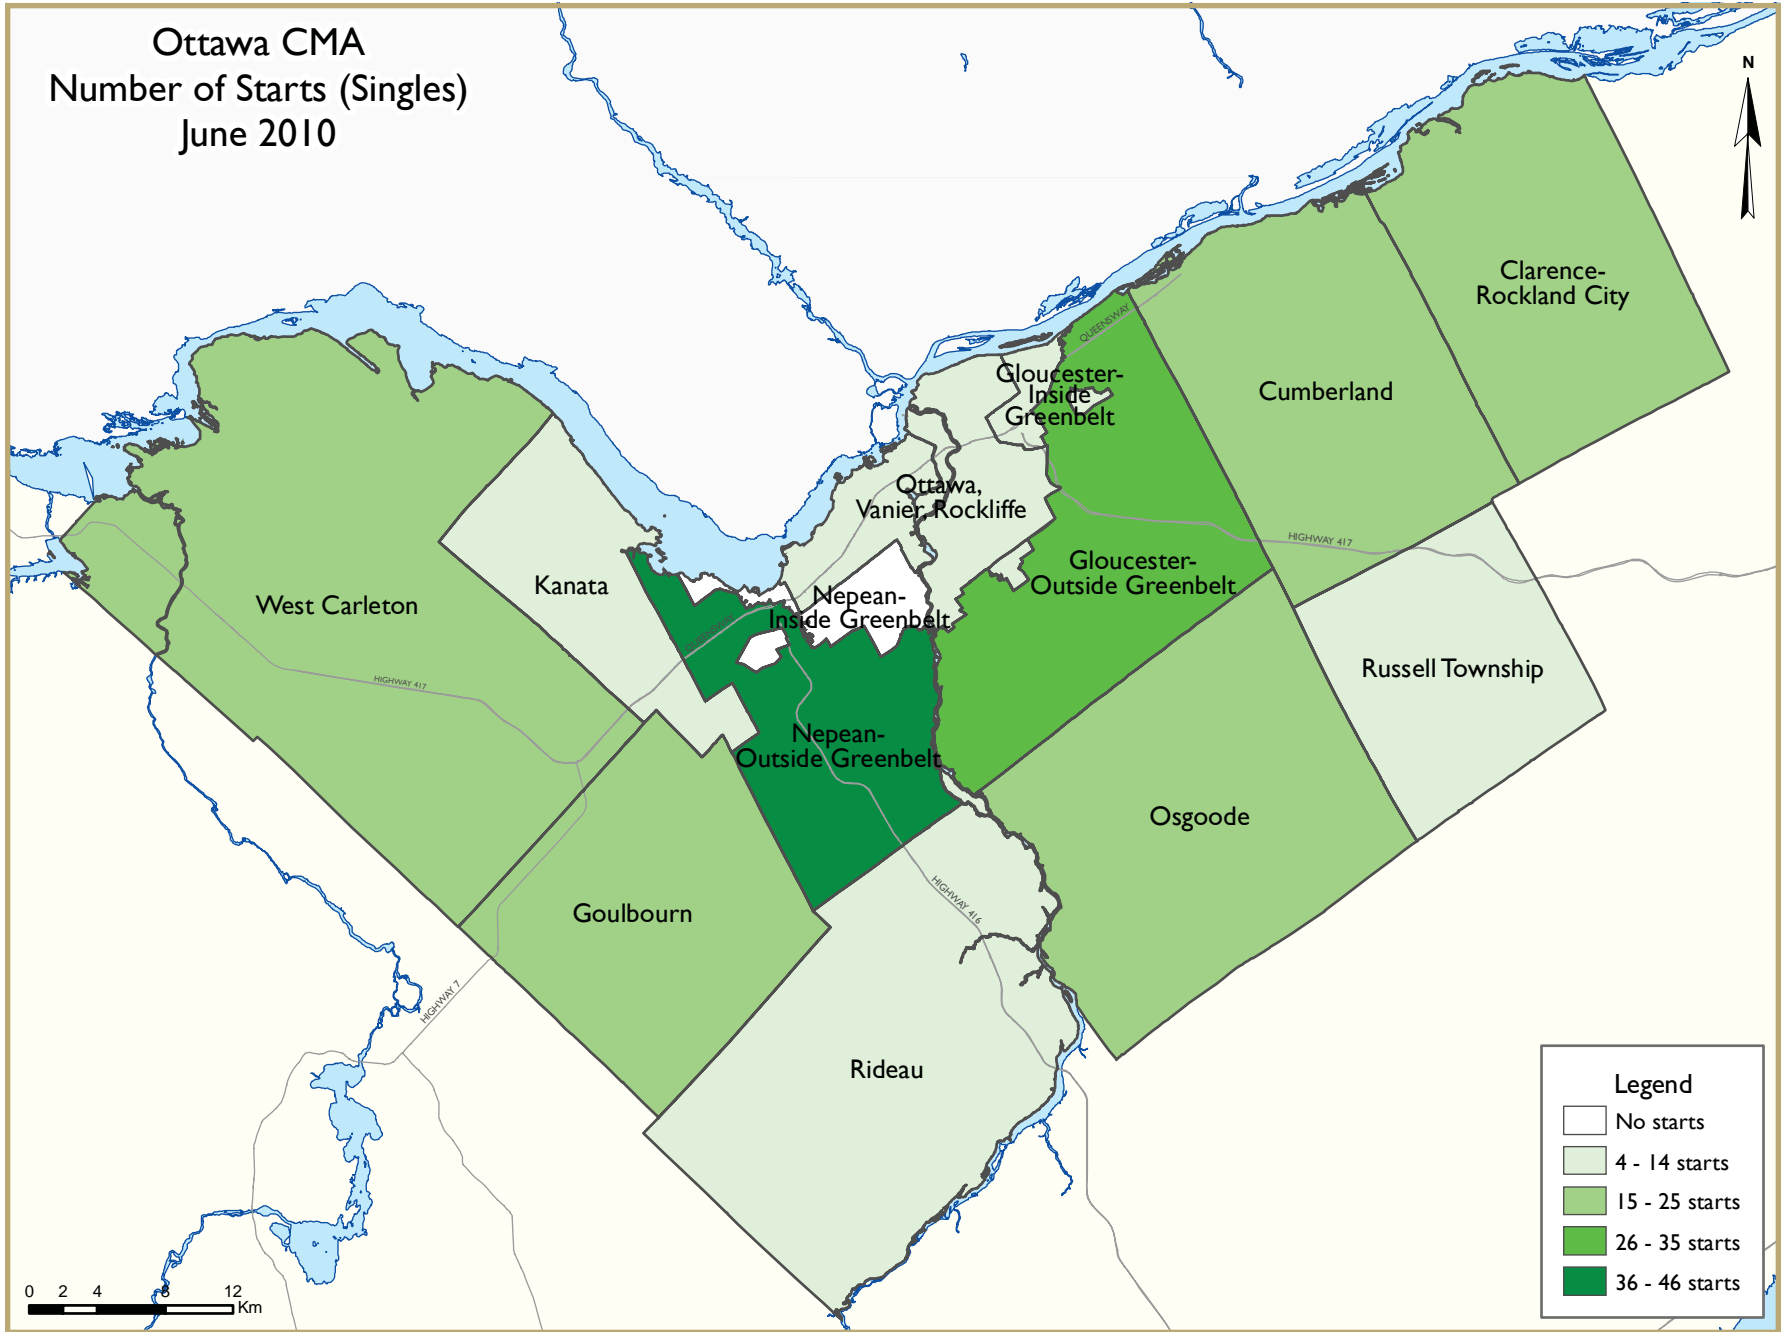 Ottawa CMA
Number of Starts (Singles)
June 2010
N
Clarence-
Rockland City
QUEENSWAY
Gloucester-
Inside
Greenbelt
Cumberland
Ottawa,
Vanier, Rockliffe
HIGHWAY 417
Gloucester-
Outside Greenbelt
Kanata
West Carleton
Nepean-
Inside Greenbelt
QUEENSWAY
Russell Township
HIGHWAY 417
Nepean-
Outside Greenbelt
Osgoode
Goulbourn
HIGHWAY 416
HIGHWAY 7
Rideau
Legend
No starts
4 - 14 starts
15 - 25 starts
26 - 35 starts
36 - 46 starts
0 2 4 8 12
Km